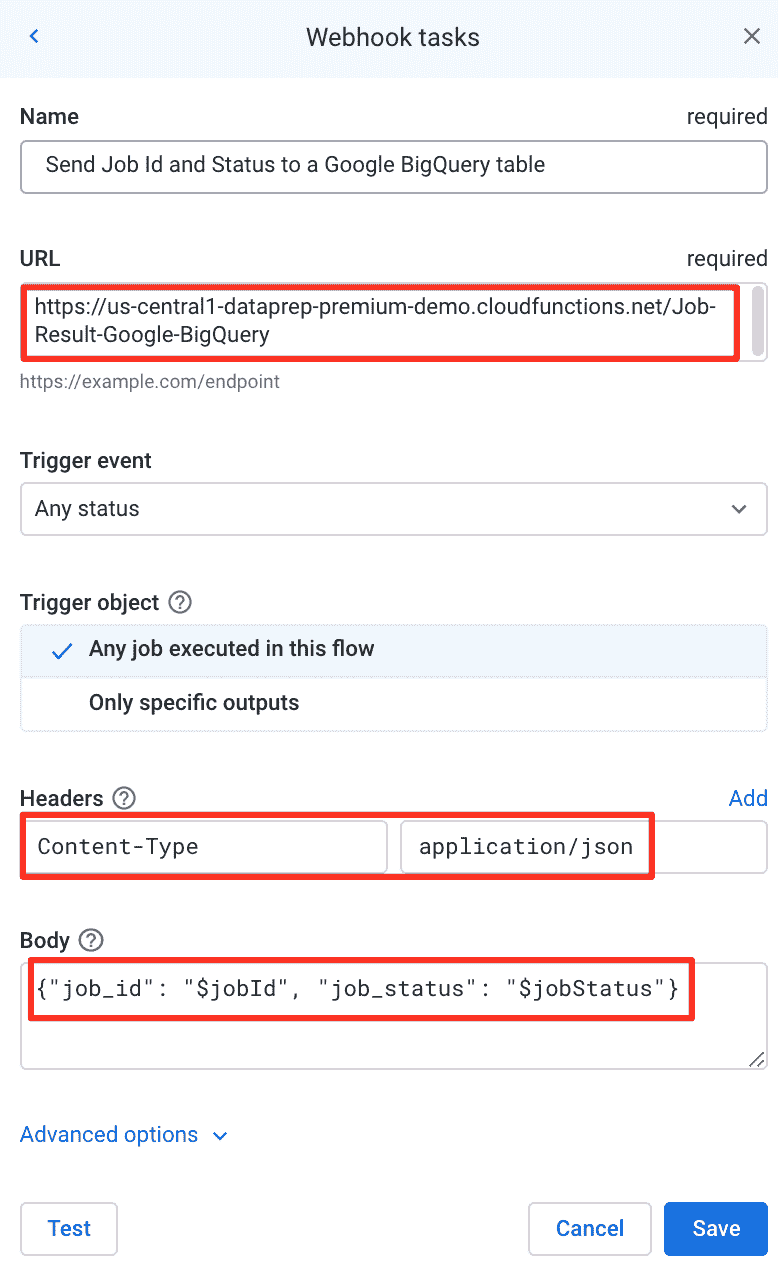 Webhook tasks
Name required
Send Job Id and Status to a Google BigQuery table
URL required
https://us-central1-dataprep-premium-demo.cloudfunctions.net/Job-
Result-Google-BigQuery
https://example.com/endpoint
Trigger event
Any status
Trigger object ?
Any job executed in this flow
Only specific outputs
Headers ? Add
Content-Type application/json
Body ?
{"job_id": "$jobId", "job_status": "$jobStatus"}
Advanced options
Test Cancel Save